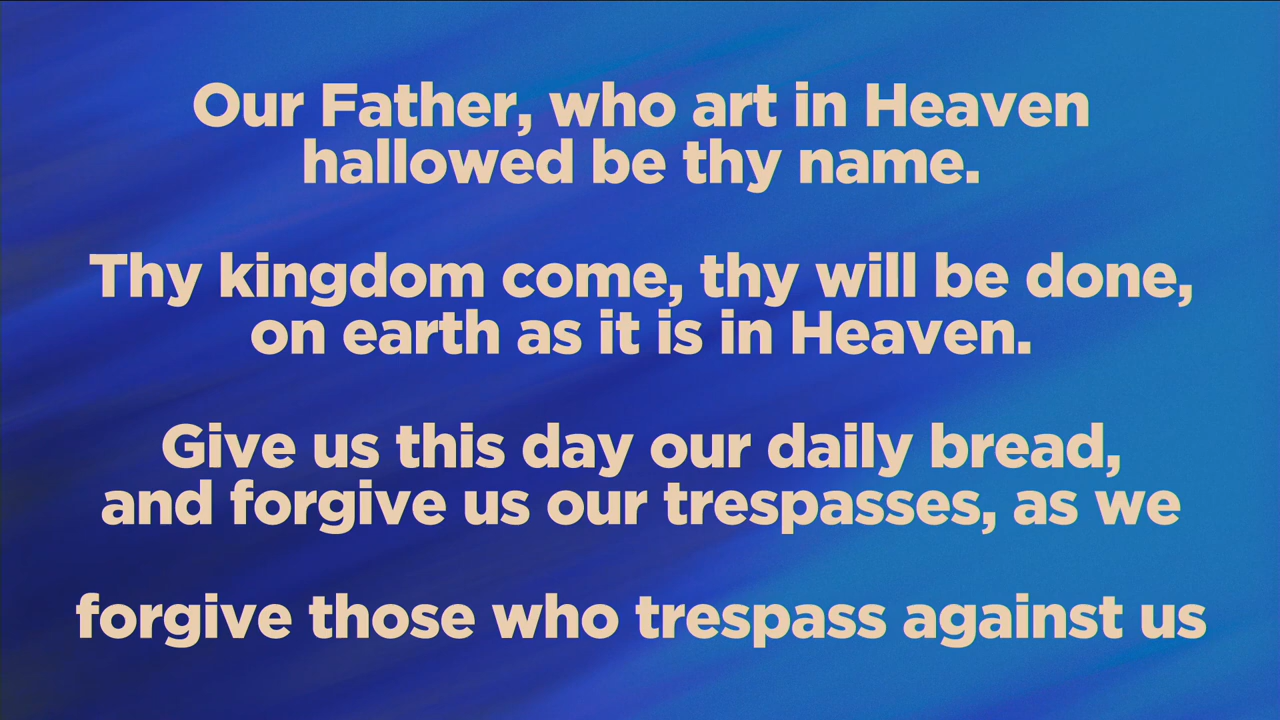 Our Father, who art in Heaven
hallowed be thy name.
Thy kingdom come, thy will be done,
on earth as it is in Heaven.
Give us this day our daily bread,
and forgive us our trespasses, as we
forgive those who trespass against us